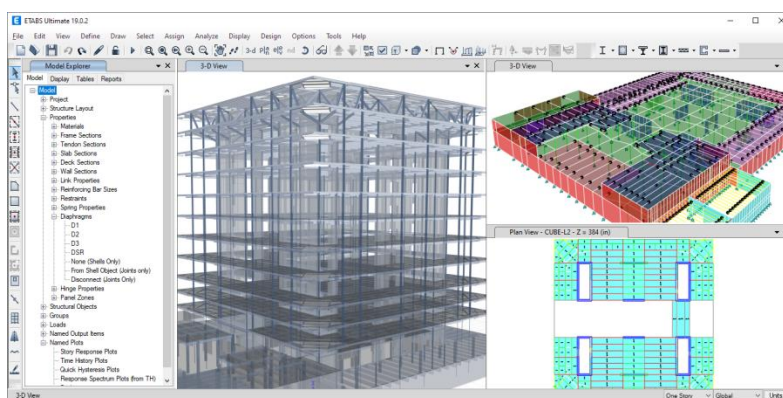 ETABS Ultimate 19.0.2
File Edit View Define Draw Select Assign Analyze Display Design Options Tools Help
3-d
Model Explorer
Model Display Tables Reports
Model
Project
Structure Layout
Properties
Materials
Frame Sections
Tendon Sections
Slab Sections
Deck Sections
Wall Sections
Link Properties
Reinforcing Bar Sizes
Restraints
Spring Properties
Diaphragms
D1
D2
D3
DSR
None (Shells Only)
From Shell Object (Joints only)
Disconnect (Joints Only)
Hinge Properties
Panel Zones
Structural Objects
Groups
Loads
Named Output Items
Named Plots
Story Response Plots
Time History Plots
Quick Hysteresis Plots
Response Spectrum Plots (from TH)
3-D View
3-D View
Plan View - CUBE-L2 - Z = 384 (in)
3-D View
One Story
Global
Units